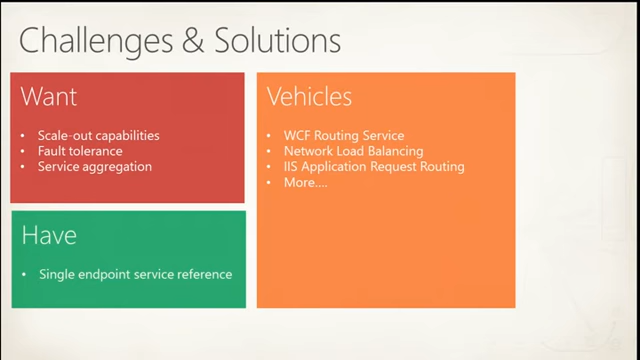 Challenges & Solutions
Want
• Scale-out capabilities
• Fault tolerance
• Service aggregation
Have
• Single endpoint service reference
Vehicles
• WCF Routing Service
• Network Load Balancing
• IIS Application Request Routing
• More....